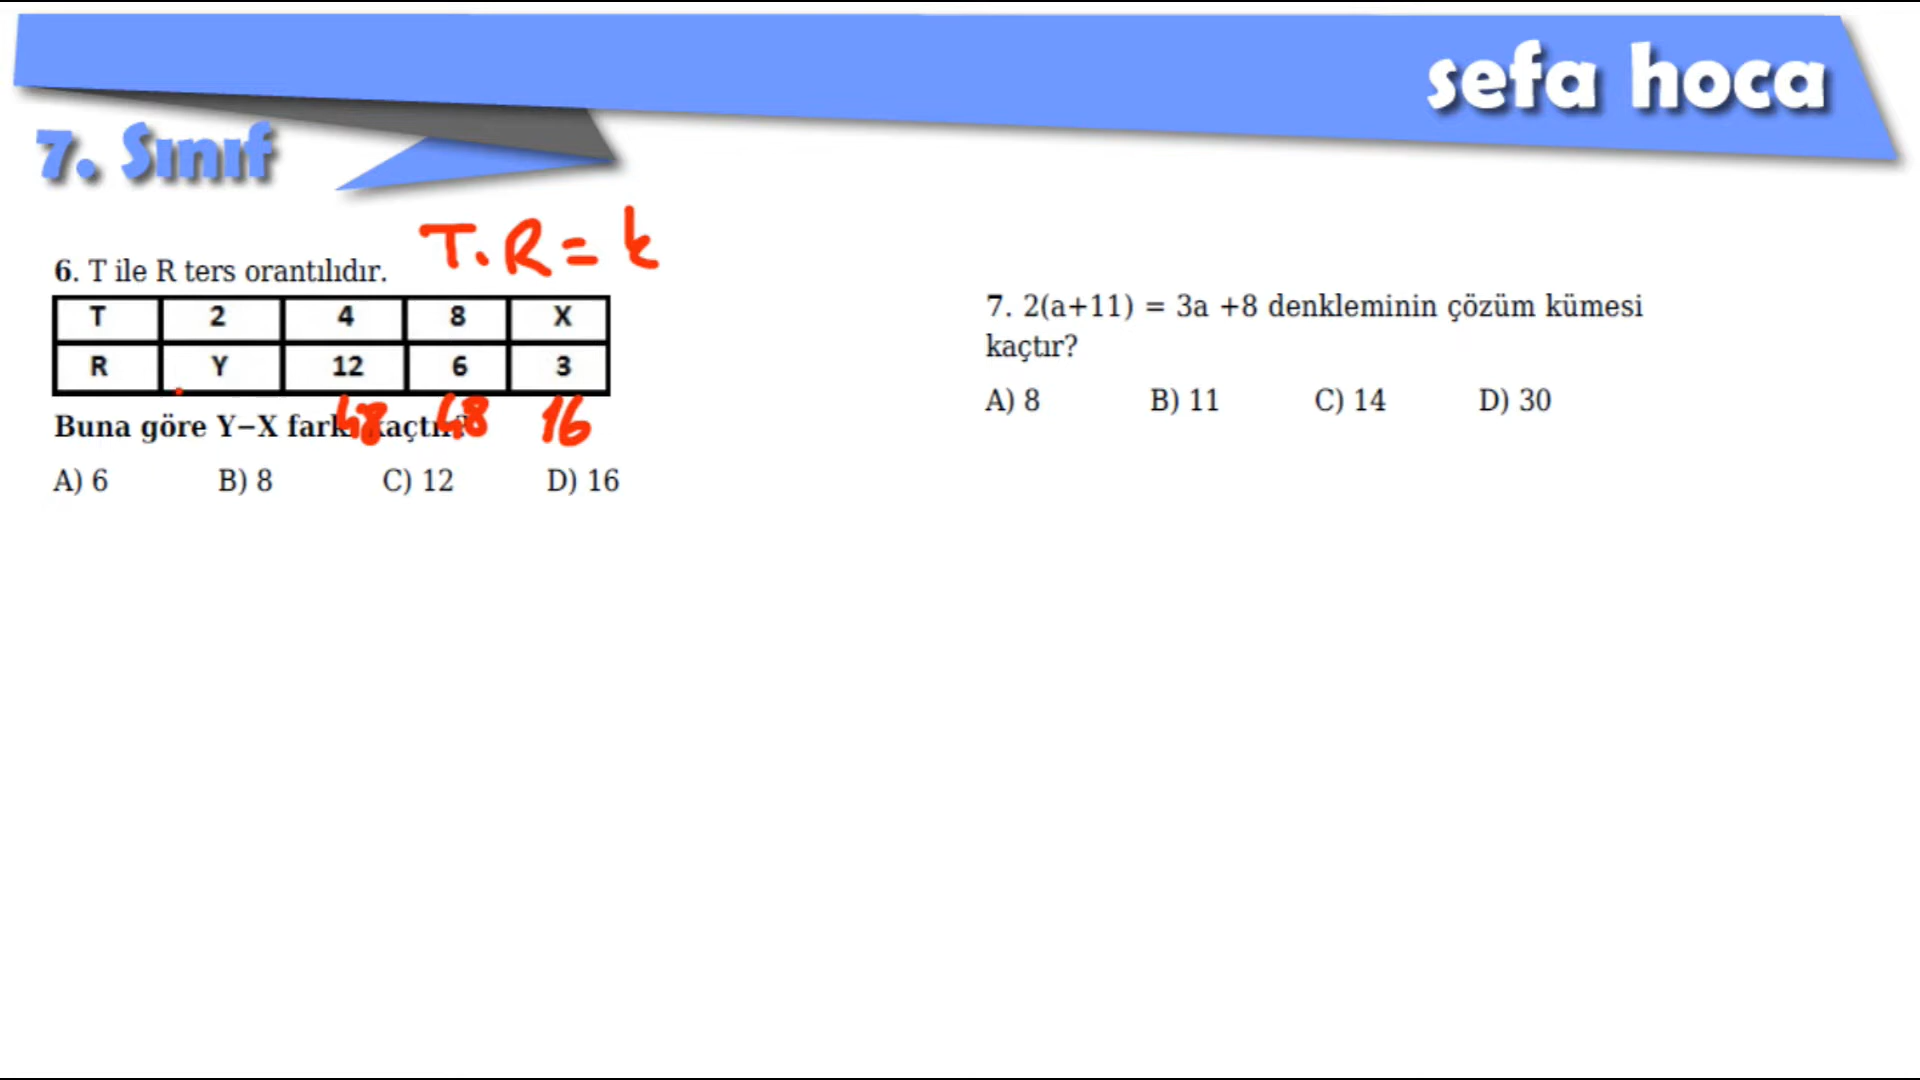 sefa hoca
7. Sınıf
T.R = k
6. T ile R ters orantılıdır.
T 2 4 8 X
R Y 12 6 3
48 48 16
Buna göre Y−X farkı kaçtır?
A) 6 B) 8 C) 12 D) 16
7. 2(a+11) = 3a +8 denkleminin çözüm kümesi
kaçtır?
A) 8 B) 11 C) 14 D) 30